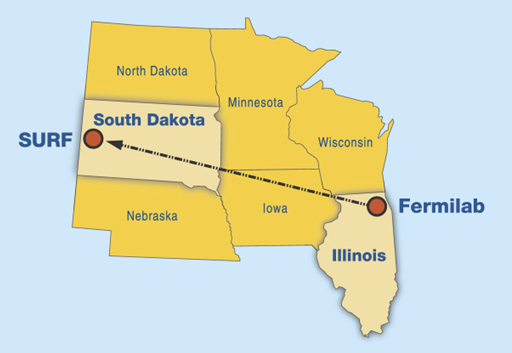 North Dakota
Minnesota
South Dakota
SURF
Wisconsin
Nebraska
Iowa
Fermilab
Illinois